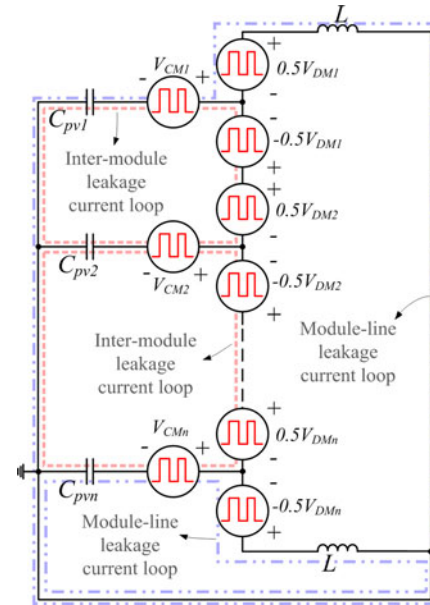 L
V_CM1
- +
+
0.5V_DM1
-
C_pv1
-
-0.5V_DM1
+
Inter-module
leakage
current loop
+
0.5V_DM2
-
C_pv2
- +
V_CM2
-
-0.5V_DM2
+
Inter-module
leakage
current loop
Module-line
leakage
current loop
V_CMn
- +
+
0.5V_DMn
-
C_pvn
-
-0.5V_DMn
+
Module-line
leakage
current loop
L